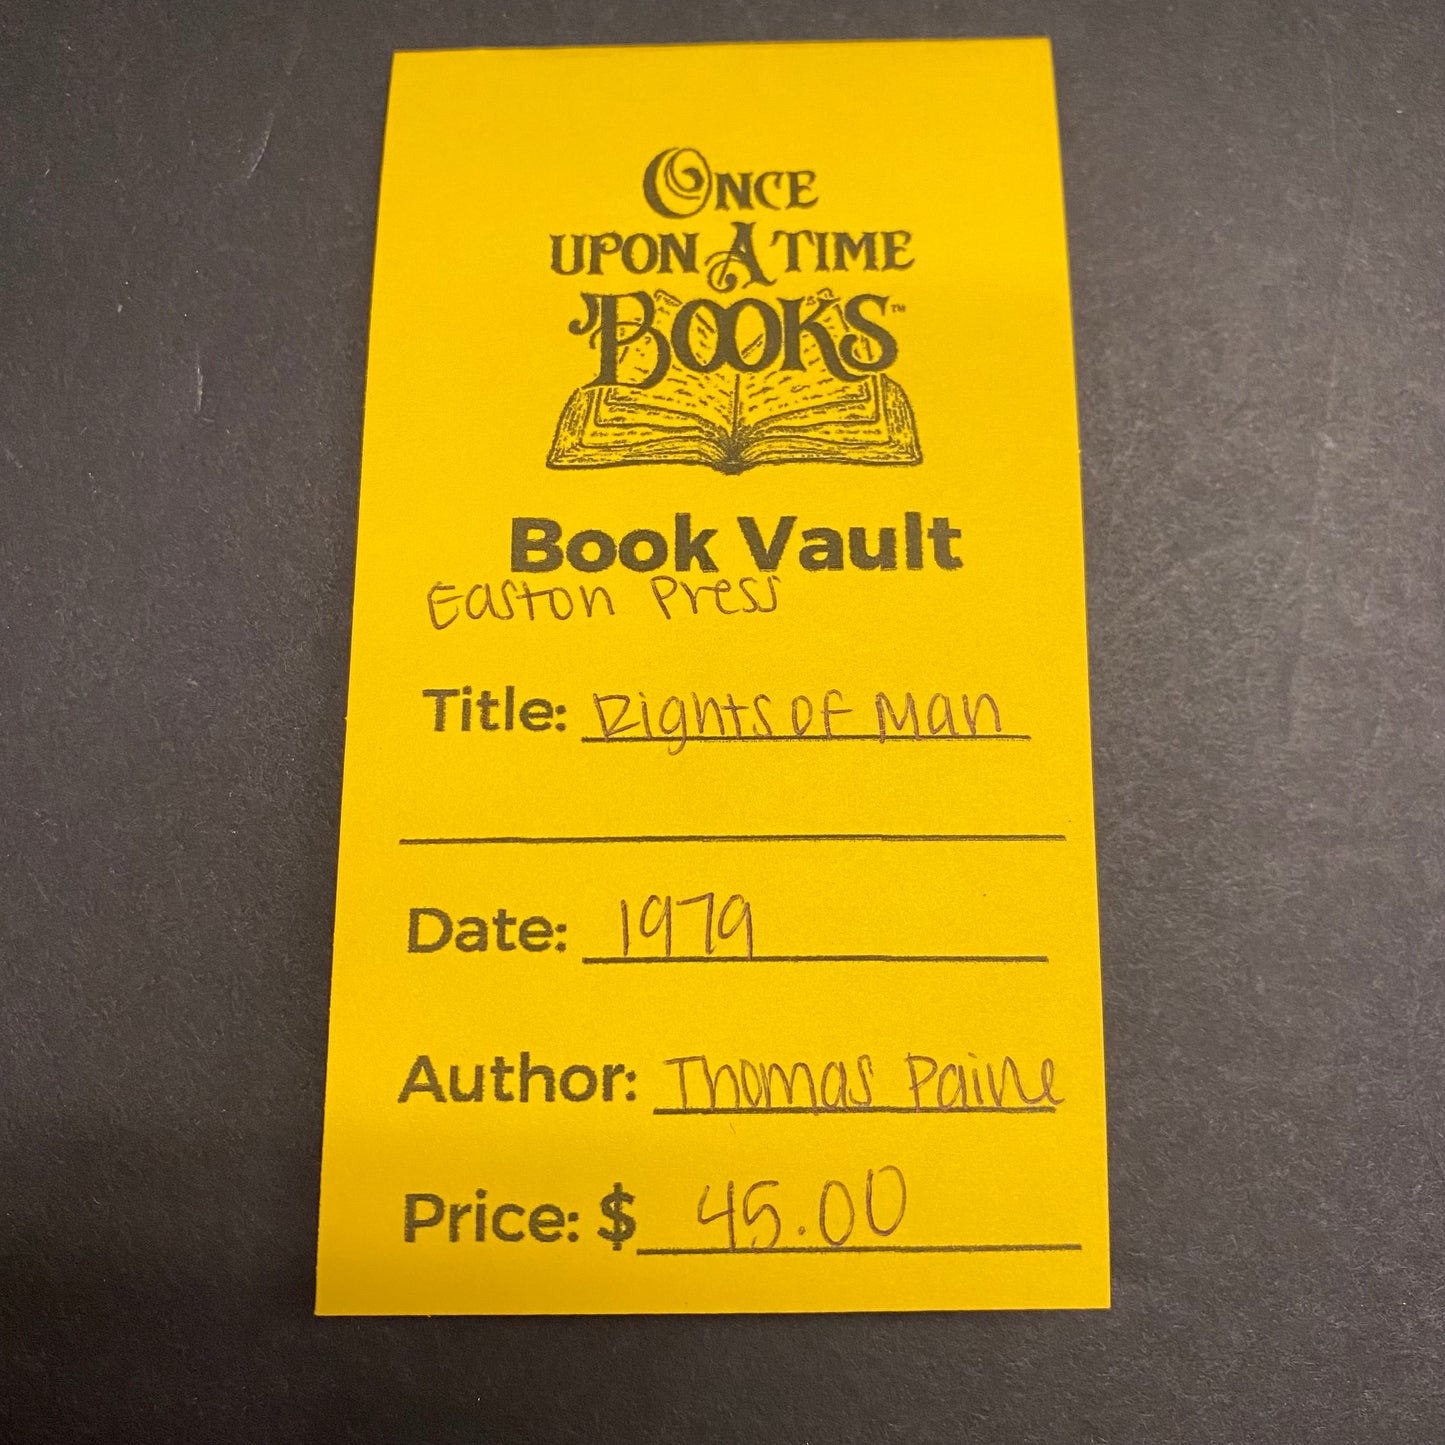 ONCE
UPON A TIME
BOOKS™
Book Vault
Easton Press
Title: Rights of Man
Date: 1979
Author: Thomas Paine
Price: $ 45.00